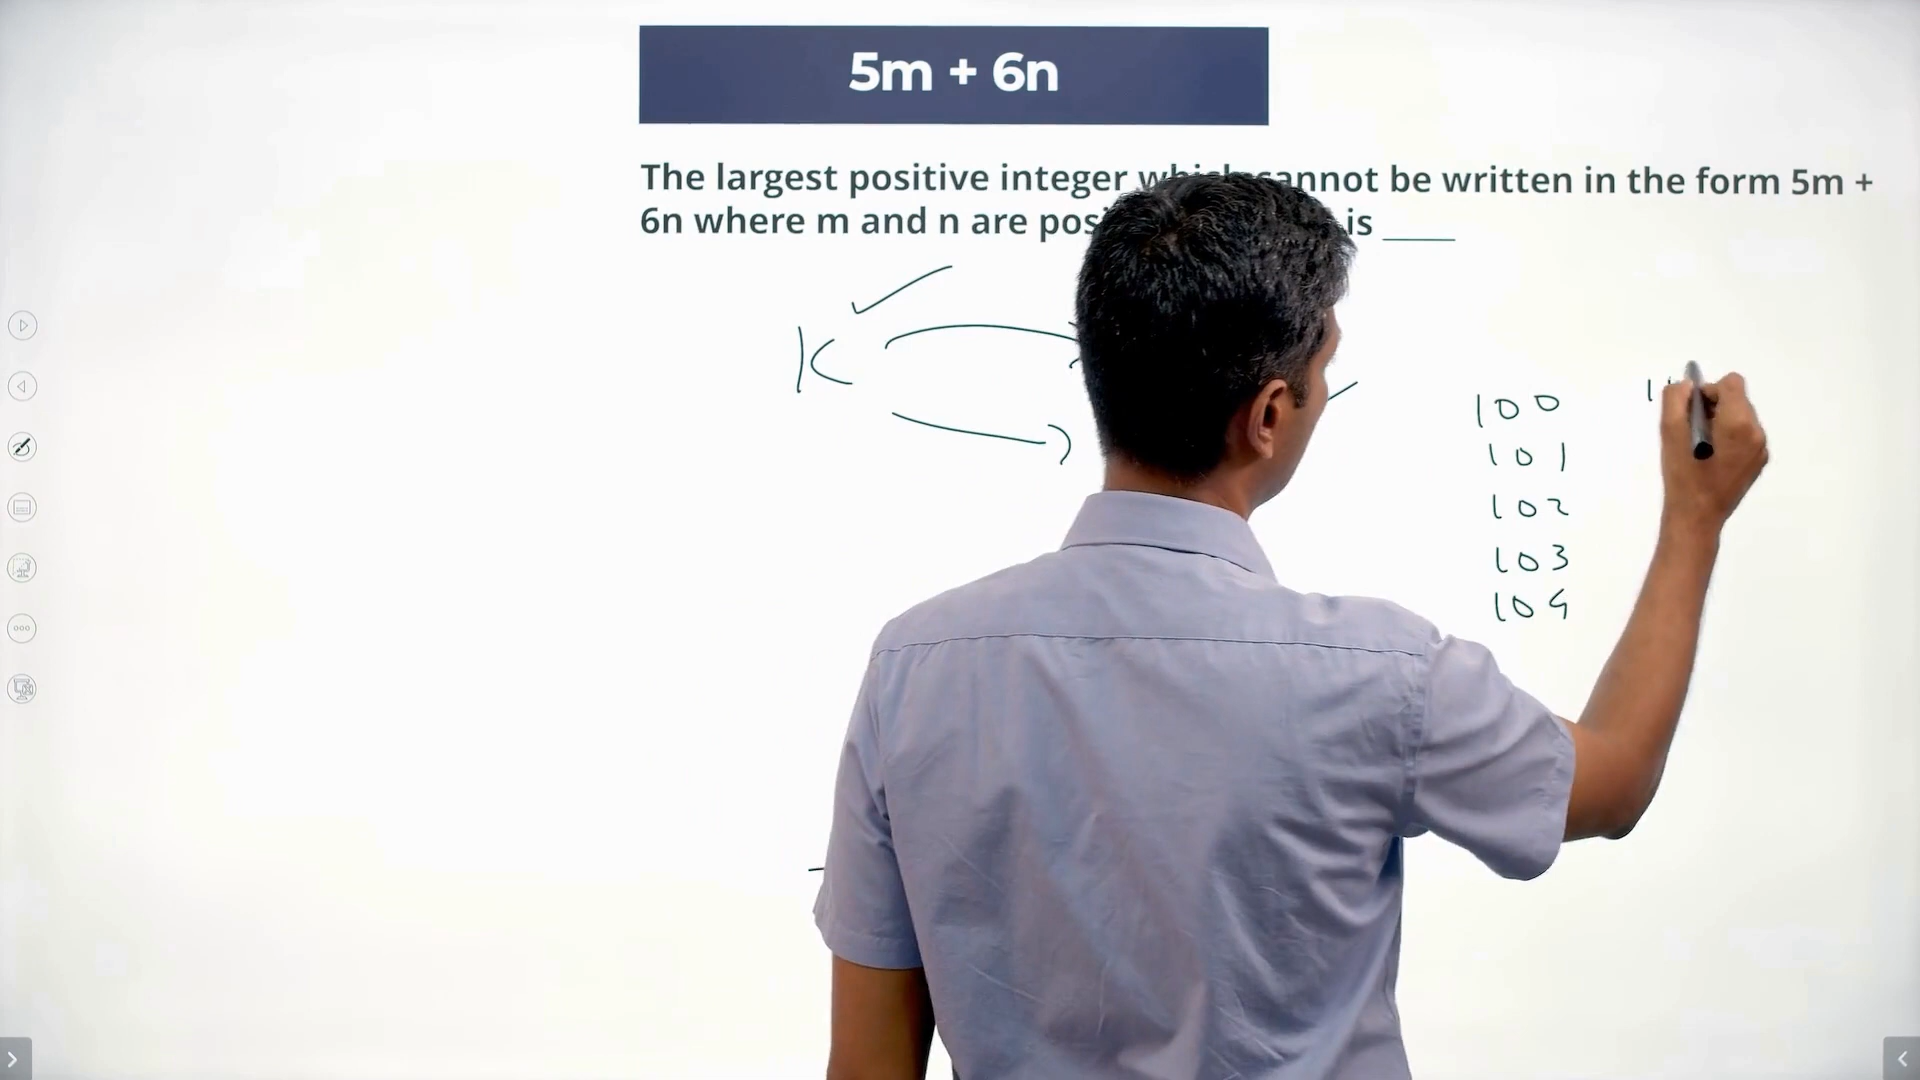 5m + 6n
The largest positive integer cannot be written in the form 5m +
6n where m and n are is ____
K
100
101
102
103
104